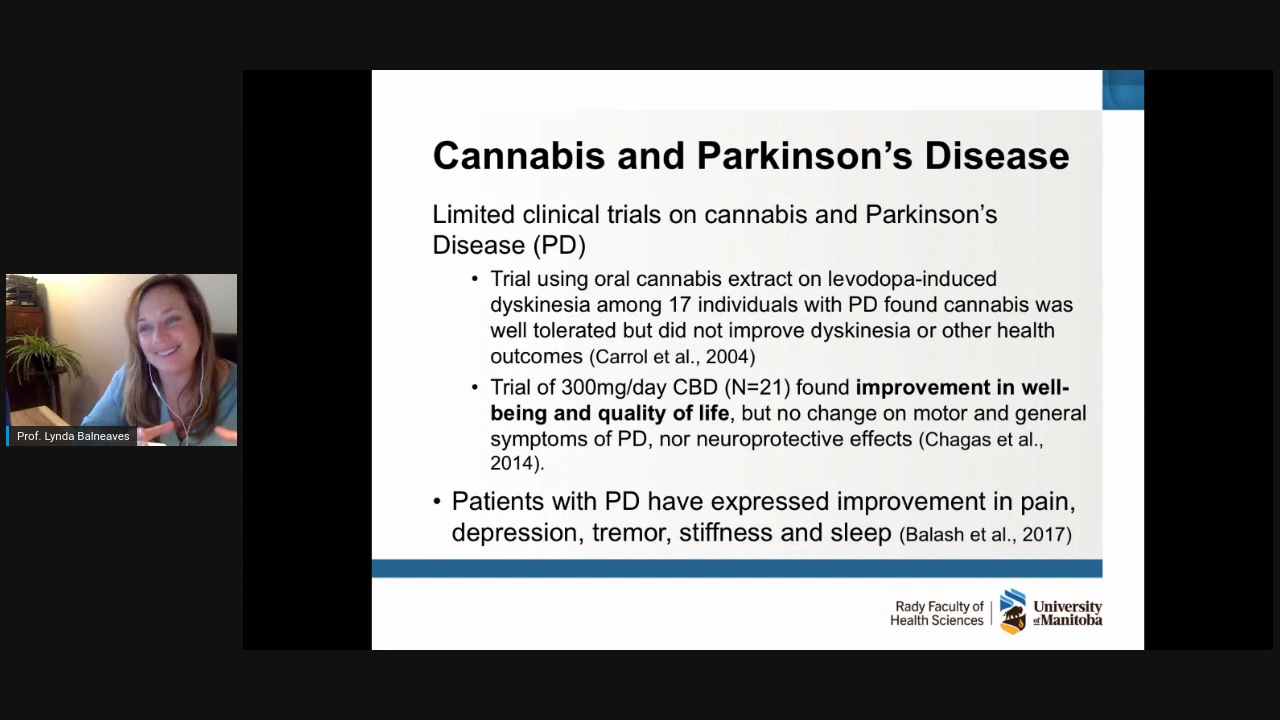 Cannabis and Parkinson’s Disease
Limited clinical trials on cannabis and Parkinson’s
Disease (PD)
• Trial using oral cannabis extract on levodopa-induced
dyskinesia among 17 individuals with PD found cannabis was
well tolerated but did not improve dyskinesia or other health
outcomes (Carrol et al., 2004)
• Trial of 300mg/day CBD (N=21) found improvement in well-
being and quality of life, but no change on motor and general
symptoms of PD, nor neuroprotective effects (Chagas et al.,
2014).
• Patients with PD have expressed improvement in pain,
depression, tremor, stiffness and sleep (Balash et al., 2017)
Prof. Lynda Balneaves
Rady Faculty of
Health Sciences
University
of Manitoba